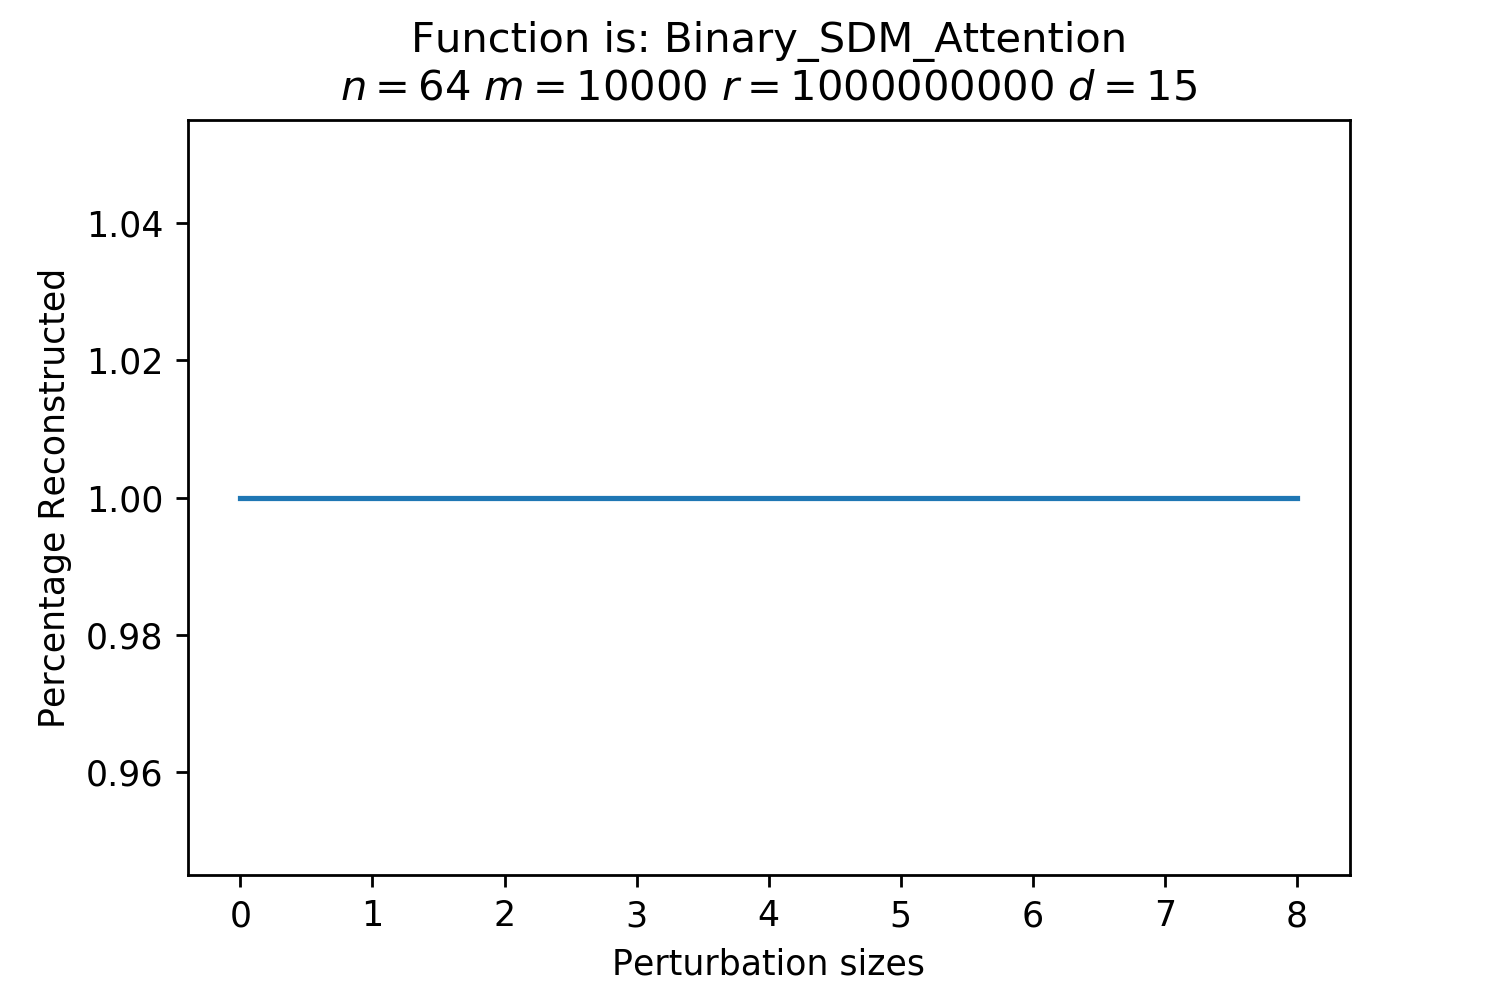 Function is: Binary_SDM_Attention
n = 64 m = 10000 r = 1000000000 d = 15
1.04
1.02
1.00
0.98
0.96
Percentage Reconstructed
0 1 2 3 4 5 6 7 8
Perturbation sizes